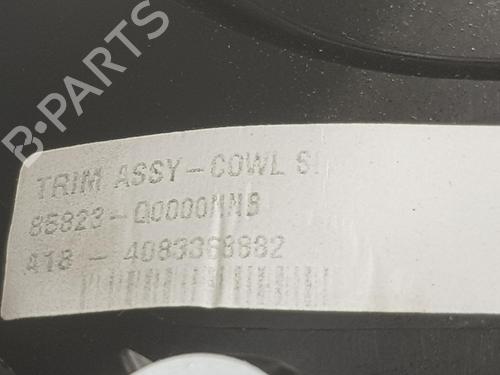 B-PARTS
TRIM ASSY-COWL
85823-Q0000NNB
A18 - 4083368882